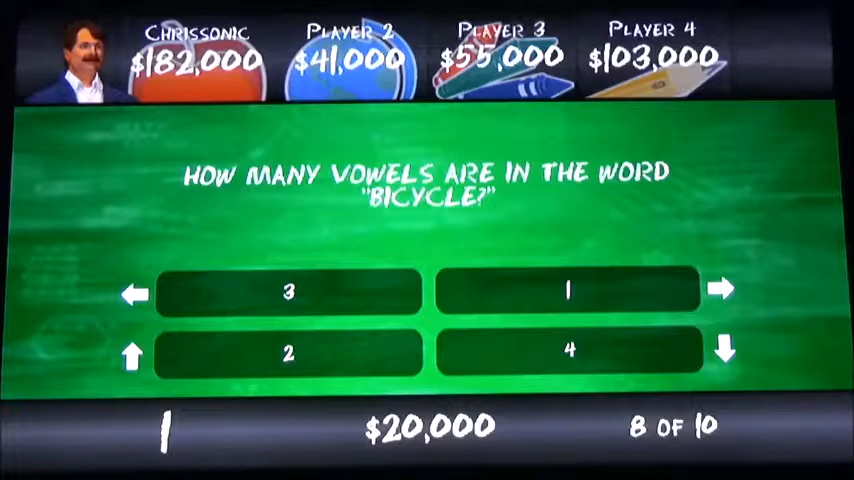 CHRISSONIC PLAYER 2 PLAYER 3 PLAYER 4
$182,000 $41,000 $55,000 $103,000
HOW MANY VOWELS ARE IN THE WORD
"BICYCLE?"
3 1
2 4
1 $20,000 8 OF 10